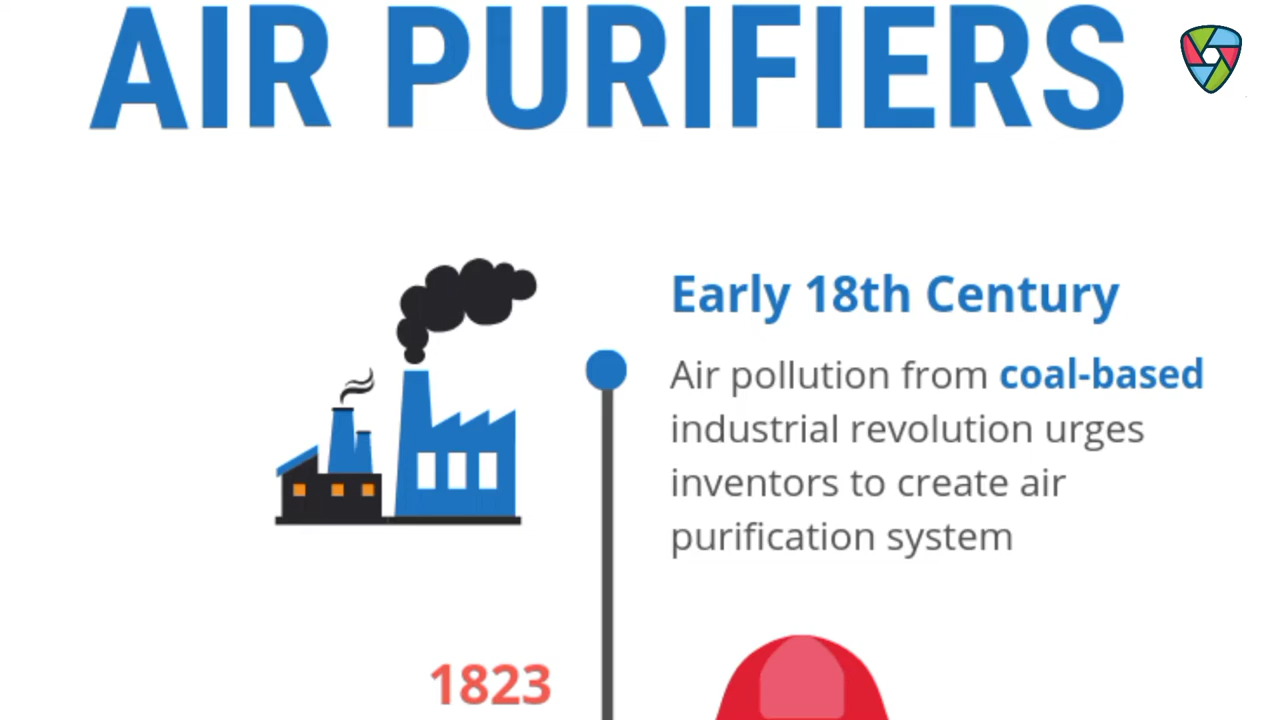 AIR PURIFIERS
Early 18th Century
Air pollution from coal-based
industrial revolution urges
inventors to create air
purification system
1823